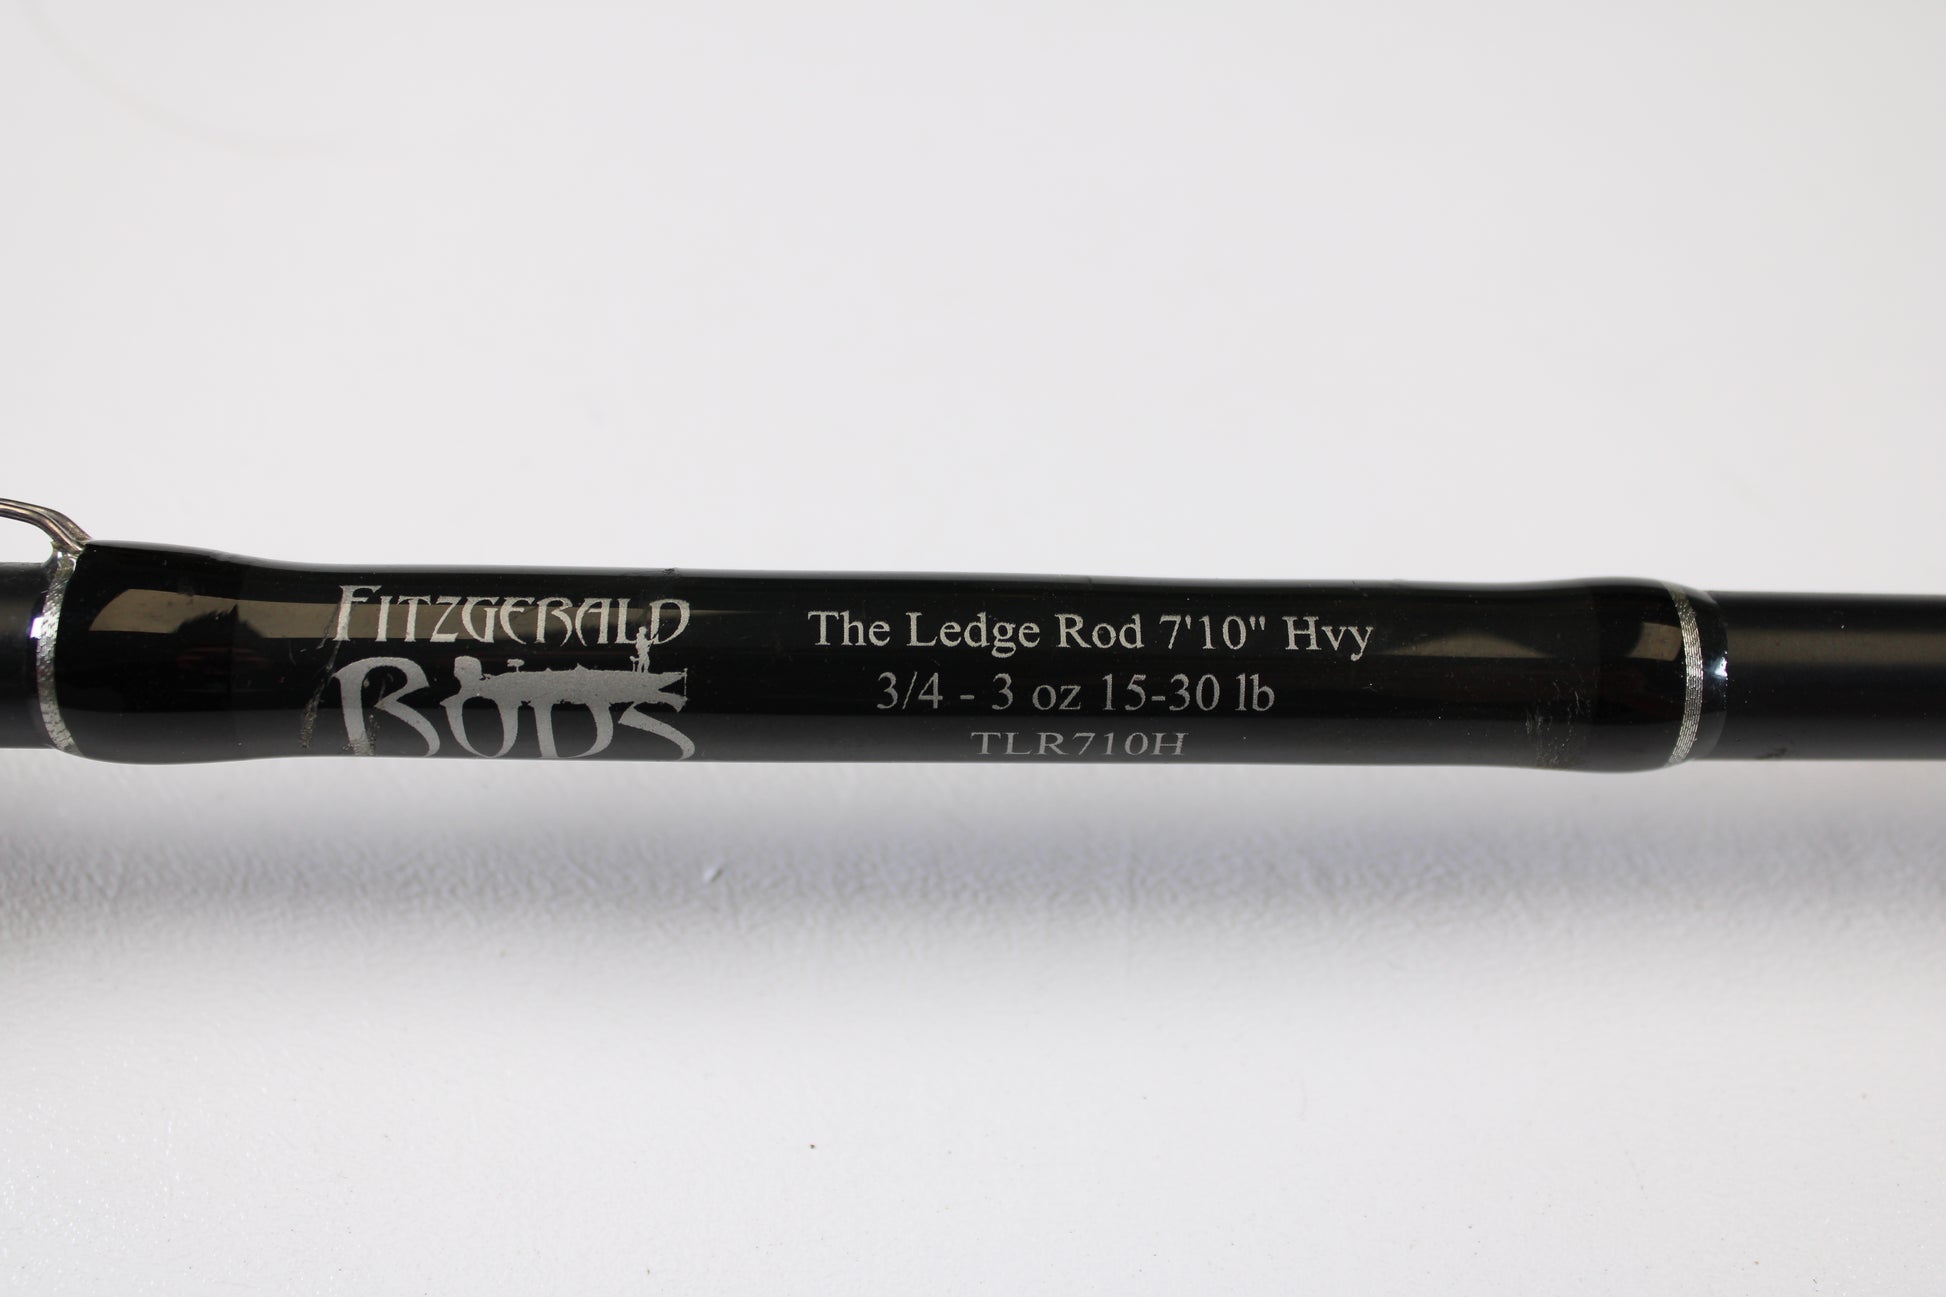 FITZGERALD
RODS
The Ledge Rod 7'10" Hvy
3/4 - 3 oz 15-30 lb
TLR710H